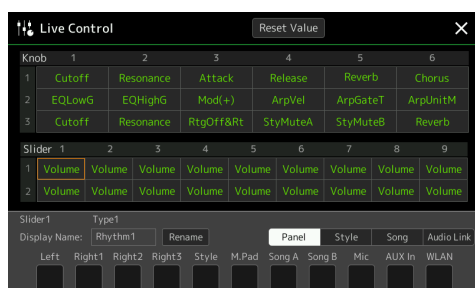 Live Control Reset Value
Knob 1 2 3 4 5 6
1 Cutoff Resonance Attack Release Reverb Chorus
2 EQLowG EQHighG Mod(+) ArpVel ArpGateT ArpUnitM
3 Cutoff Resonance RtgOff&Rt StyMuteA StyMuteB Reverb
Slider 1 2 3 4 5 6 7 8 9
1 Volume Volume Volume Volume Volume Volume Volume Volume Volume
2 Volume Volume Volume Volume Volume Volume Volume Volume Volume
Slider1 Type1
Display Name: Rhythm1 Rename Panel Style Song Audio Link
Left Right1 Right2 Right3 Style M.Pad Song A Song B Mic AUX In WLAN